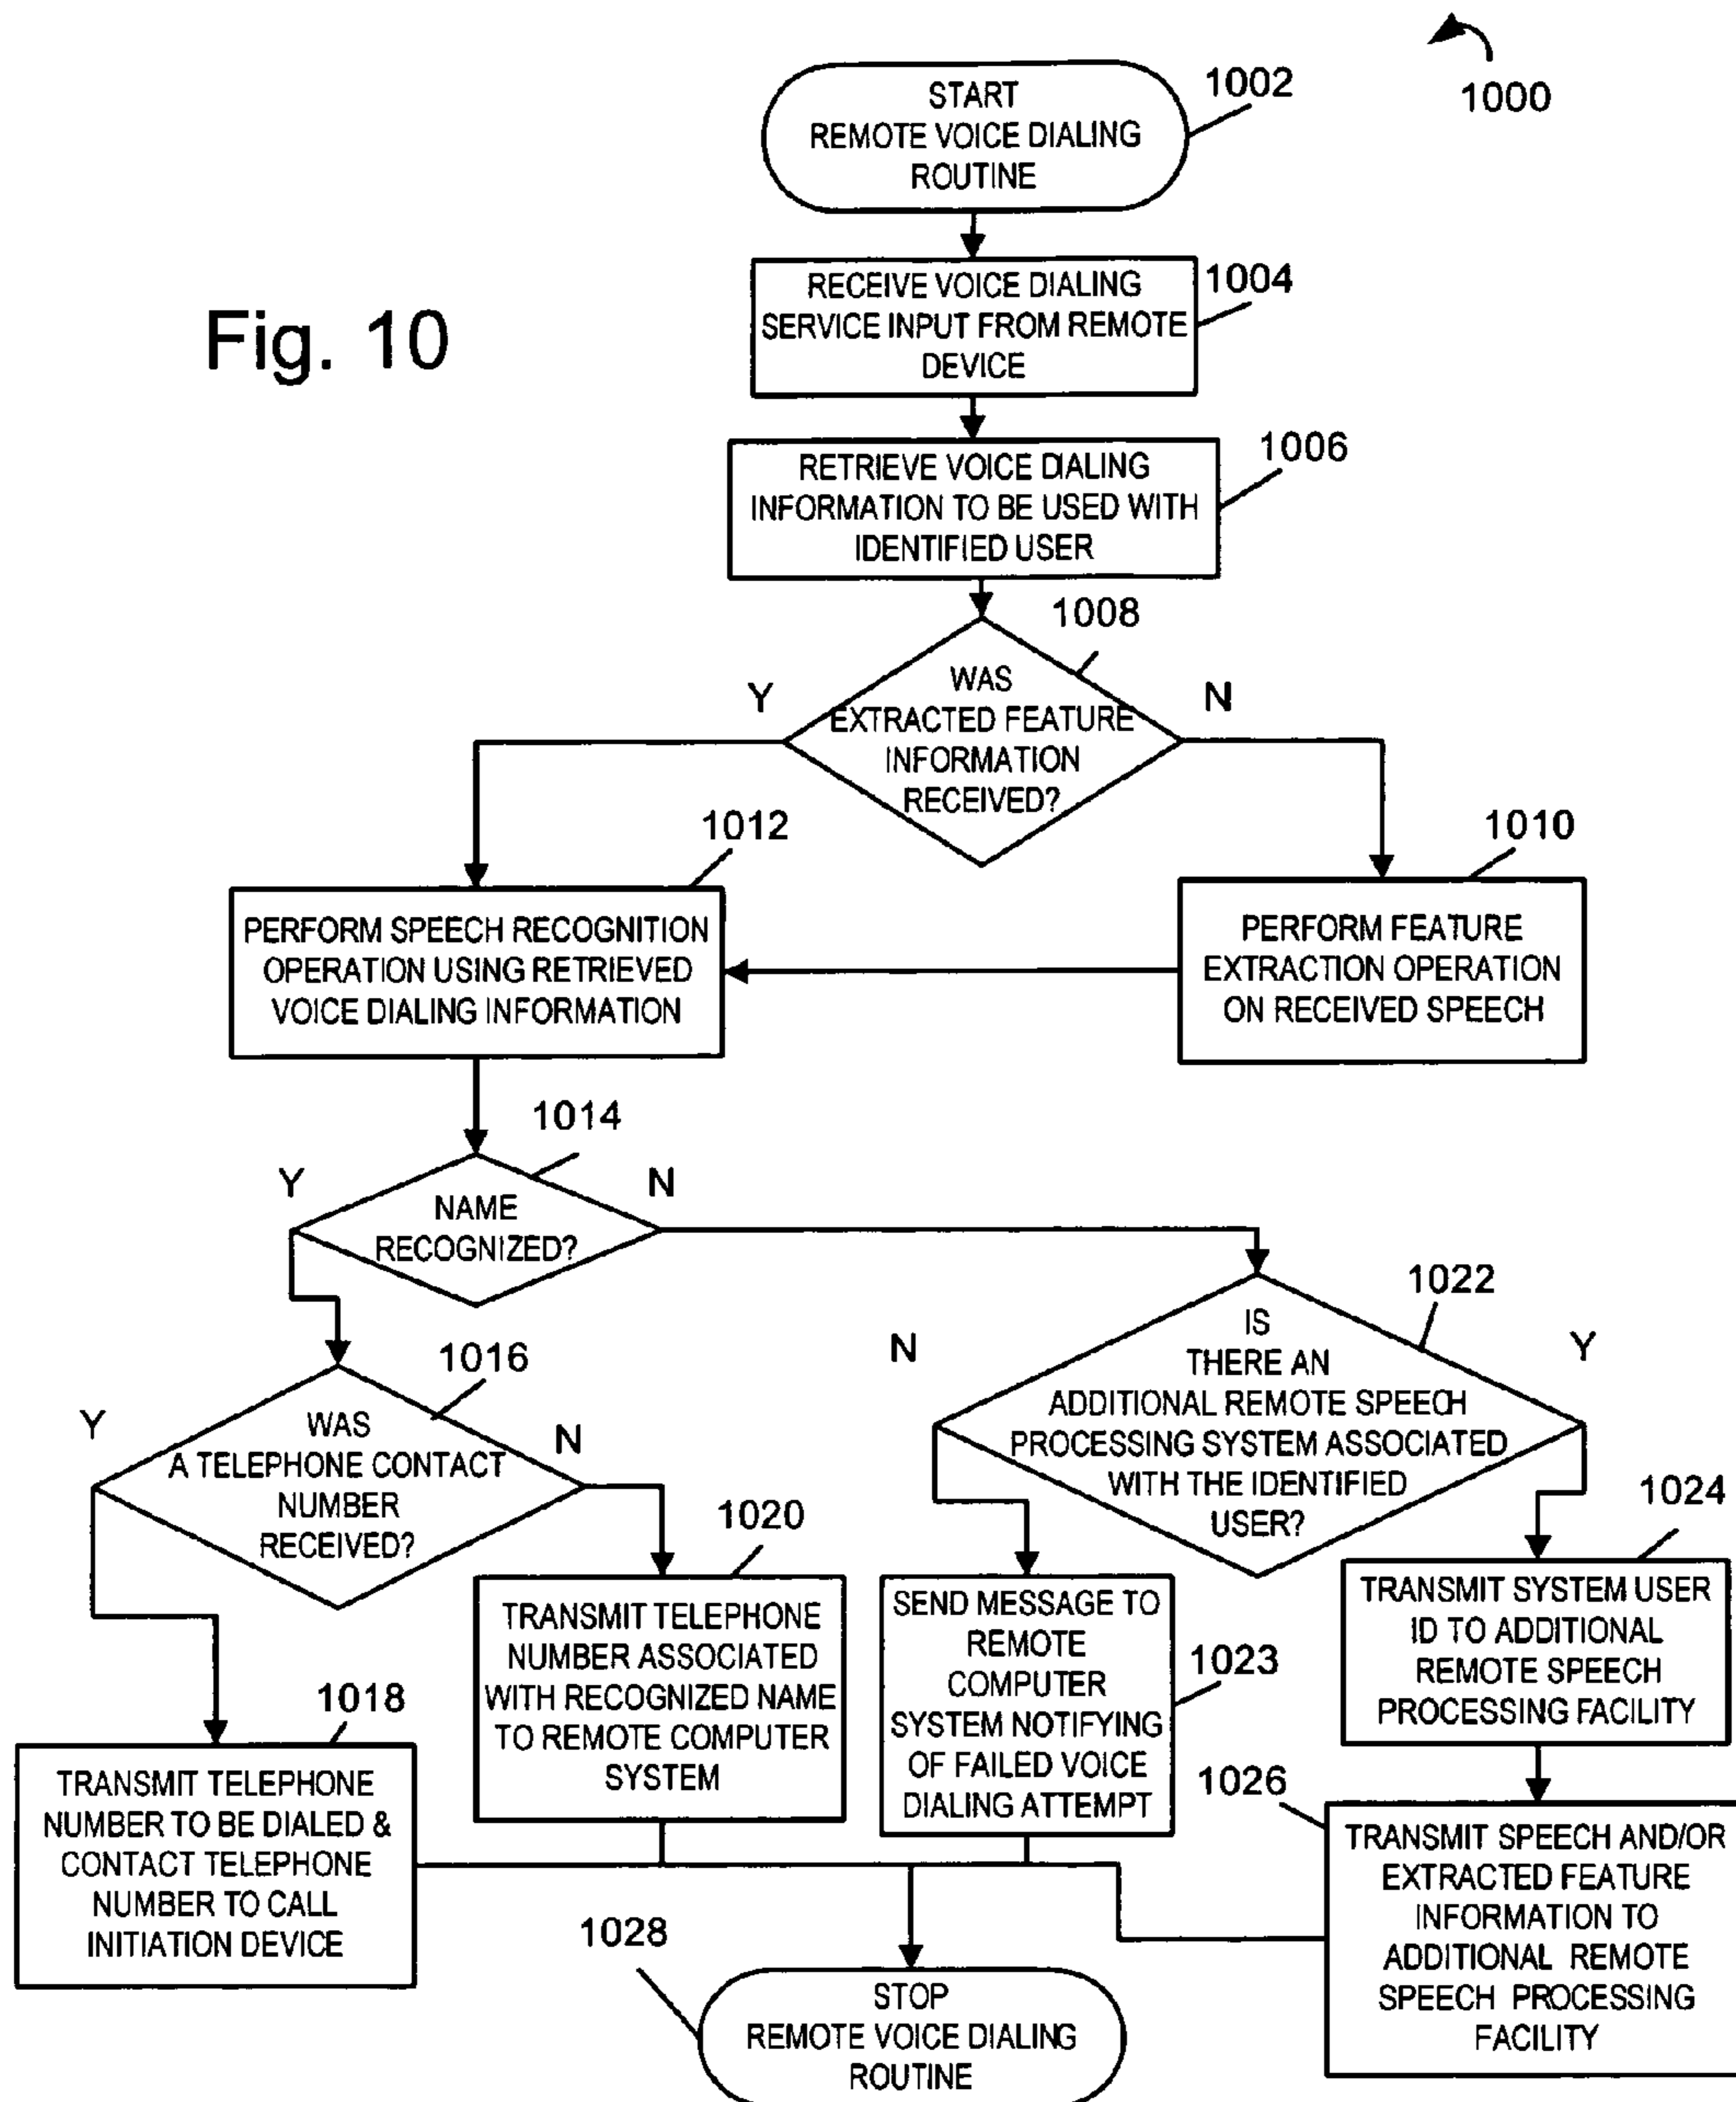 1000
START
REMOTE VOICE DIALING
ROUTINE
1002
Fig. 10
RECEIVE VOICE DIALING
SERVICE INPUT FROM REMOTE
DEVICE
1004
RETRIEVE VOICE DIALING
INFORMATION TO BE USED WITH
IDENTIFIED USER
1006
1008
WAS
EXTRACTED FEATURE
INFORMATION
RECEIVED?
Y
N
1012
PERFORM SPEECH RECOGNITION
OPERATION USING RETRIEVED
VOICE DIALING INFORMATION
1010
PERFORM FEATURE
EXTRACTION OPERATION
ON RECEIVED SPEECH
1014
Y
N
NAME
RECOGNIZED?
1016
Y
N
WAS
A TELEPHONE CONTACT
NUMBER
RECEIVED?
1022
N
Y
IS
THERE AN
ADDITIONAL REMOTE SPEECH
PROCESSING SYSTEM ASSOCIATED
WITH THE IDENTIFIED
USER?
1018
TRANSMIT TELEPHONE
NUMBER TO BE DIALED &
CONTACT TELEPHONE
NUMBER TO CALL
INITIATION DEVICE
1020
TRANSMIT TELEPHONE
NUMBER ASSOCIATED
WITH RECOGNIZED NAME
TO REMOTE COMPUTER
SYSTEM
1023
SEND MESSAGE TO
REMOTE
COMPUTER
SYSTEM NOTIFYING
OF FAILED VOICE
DIALING ATTEMPT
1024
TRANSMIT SYSTEM USER
ID TO ADDITIONAL
REMOTE SPEECH
PROCESSING FACILITY
1026
TRANSMIT SPEECH AND/OR
EXTRACTED FEATURE
INFORMATION TO
ADDITIONAL REMOTE
SPEECH PROCESSING
FACILITY
1028
STOP
REMOTE VOICE DIALING
ROUTINE